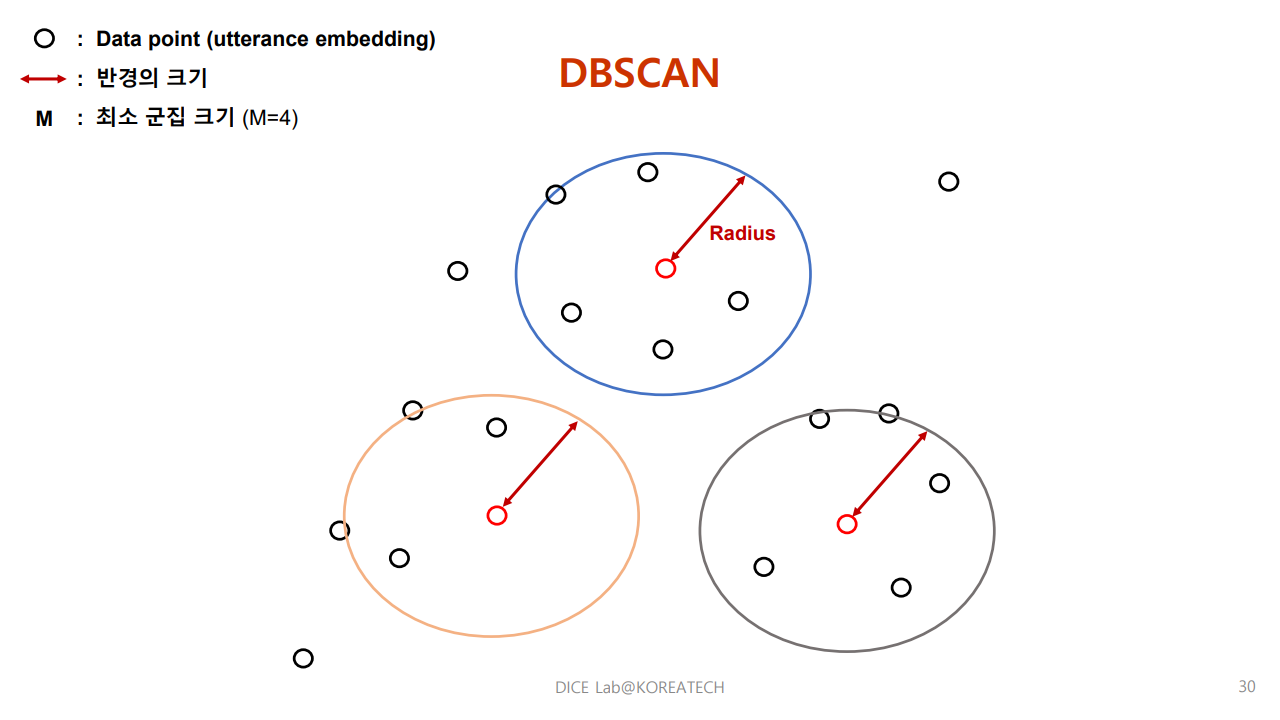 : Data point (utterance embedding)
: 반경의 크기
M : 최소 군집 크기 (M=4)
DBSCAN
Radius
DICE Lab@KOREATECH
30